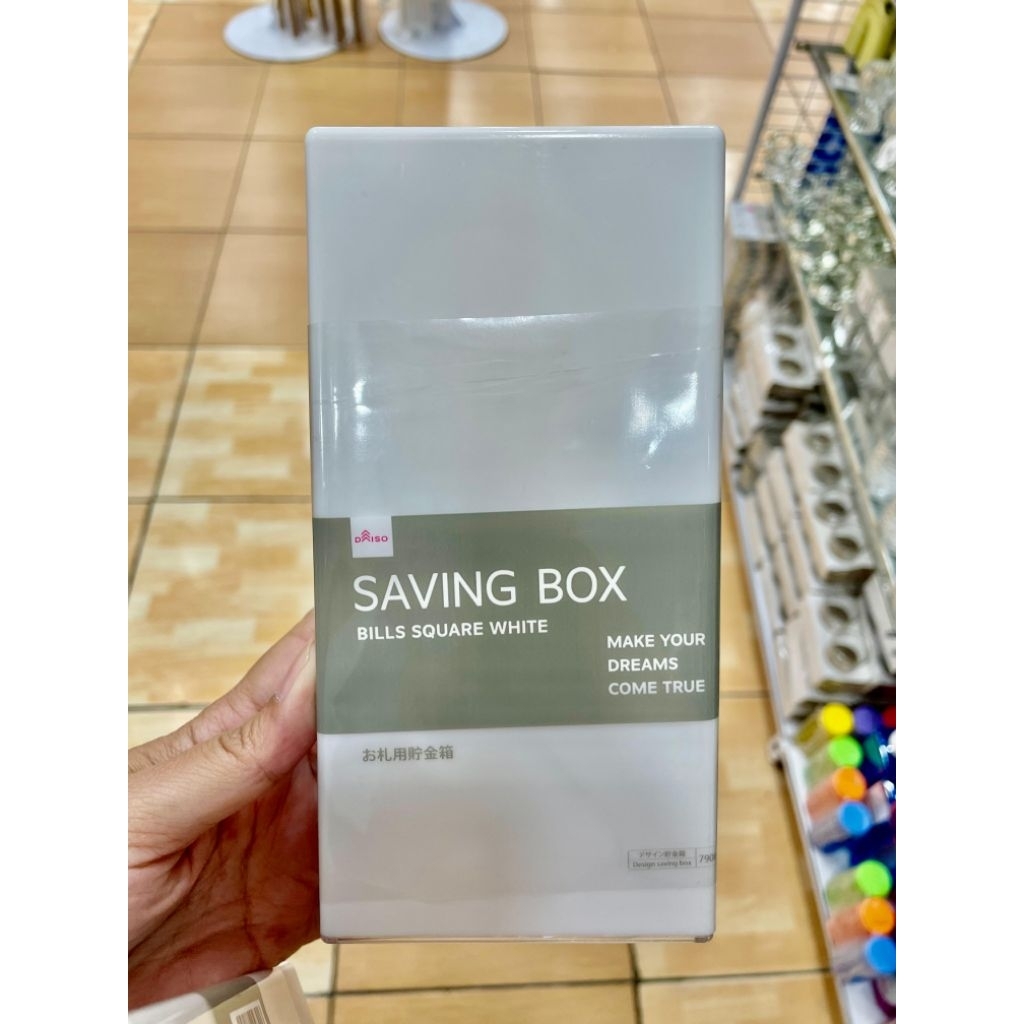 DAISO
SAVING BOX
BILLS SQUARE WHITE
MAKE YOUR
DREAMS
COME TRUE
お札用貯金箱
デザイン貯金箱
Design saving box